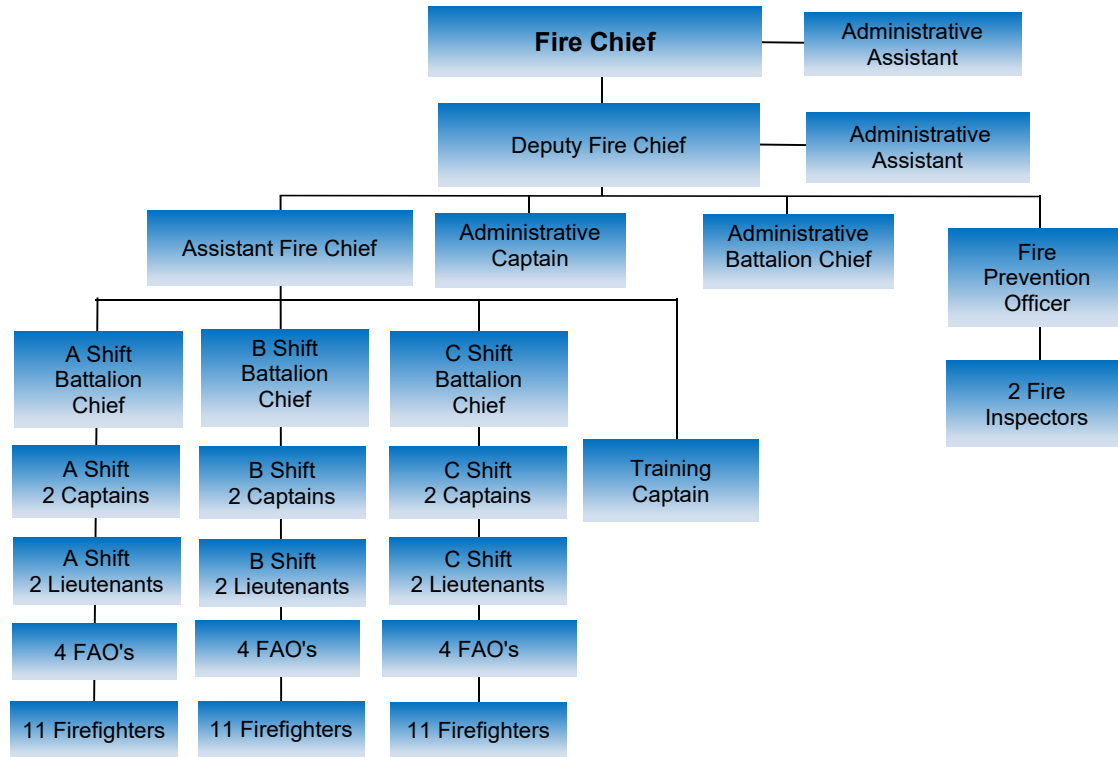 Fire Chief
Administrative
Assistant
Deputy Fire Chief
Administrative
Assistant
Assistant Fire Chief
Administrative
Captain
Administrative
Battalion Chief
Fire
Prevention
Officer
A Shift
Battalion
Chief
B Shift
Battalion
Chief
C Shift
Battalion
Chief
2 Fire
Inspectors
A Shift
2 Captains
B Shift
2 Captains
C Shift
2 Captains
Training
Captain
A Shift
2 Lieutenants
B Shift
2 Lieutenants
C Shift
2 Lieutenants
4 FAO's
4 FAO's
4 FAO's
11 Firefighters
11 Firefighters
11 Firefighters